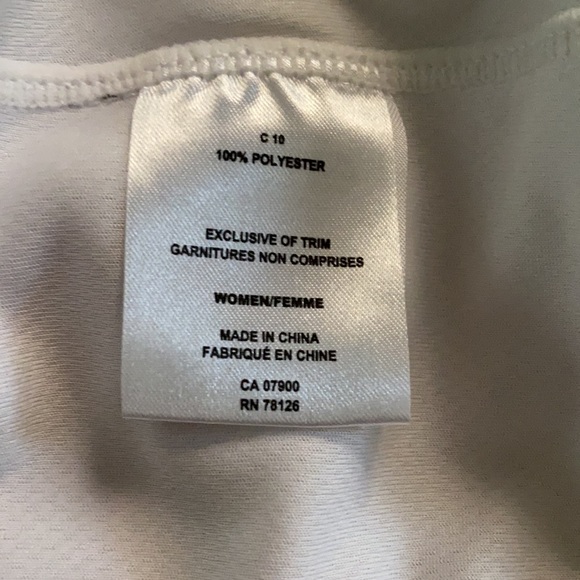 C 10
100% POLYESTER
EXCLUSIVE OF TRIM
GARNITURES NON COMPRISES
WOMEN/FEMME
MADE IN CHINA
FABRIQUÉ EN CHINE
CA 07900
RN 78126